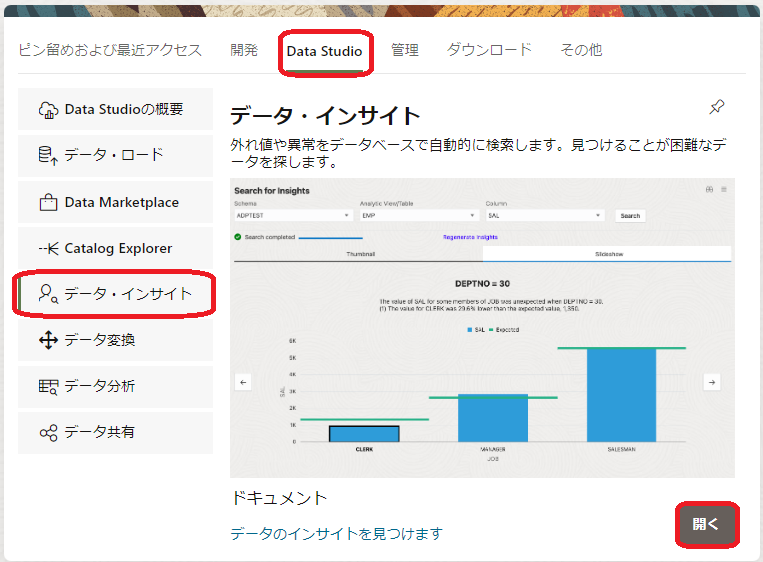 ピン留めおよび最近アクセス 開発 Data Studio 管理 ダウンロード その他
Data Studioの概要
データ・ロード
Data Marketplace
Catalog Explorer
データ・インサイト
データ変換
データ分析
データ共有
データ・インサイト
外れ値や異常をデータベースで自動的に検索します。見つけることが困難なデ
ータを探します。
Search for Insights
Schema Analytic View/Table Column
ADPTEST EMP SAL Search
Search completed Regenerate Insights
Thumbnail Slideshow
DEPTNO = 30
The value of SAL for some members of JOB was unexpected when DEPTNO = 30.
(1) The value for CLERK was 29.6% lower than the expected value, 1,350.
SAL Expected
6K
5K
4K
3K
2K
1K
0
SAL
CLERK MANAGER SALESMAN
JOB
ドキュメント
データのインサイトを見つけます
開く